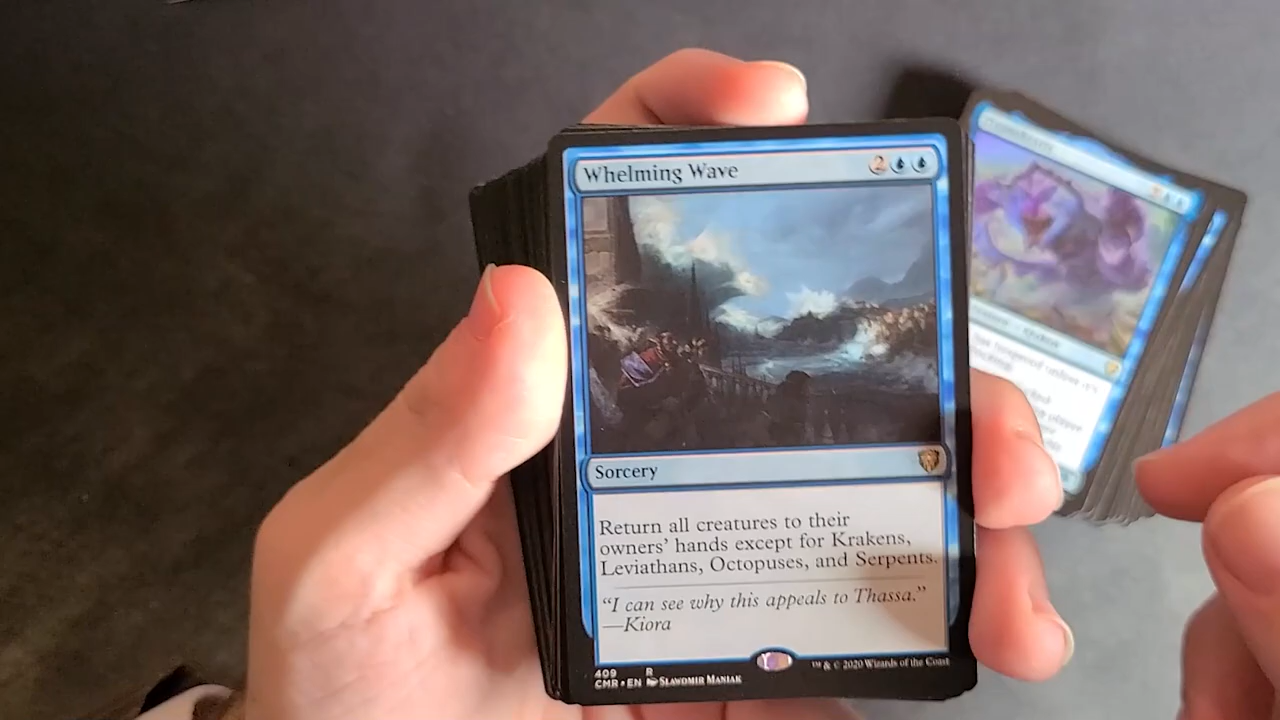 Whelming Wave
2
Sorcery
Return all creatures to their
owners' hands except for Krakens,
Leviathans, Octopuses, and Serpents.
“I can see why this appeals to Thassa.”
—Kiora
409 R
CMR • EN Slawomir Maniak
™ & © 2020 Wizards of the Coast